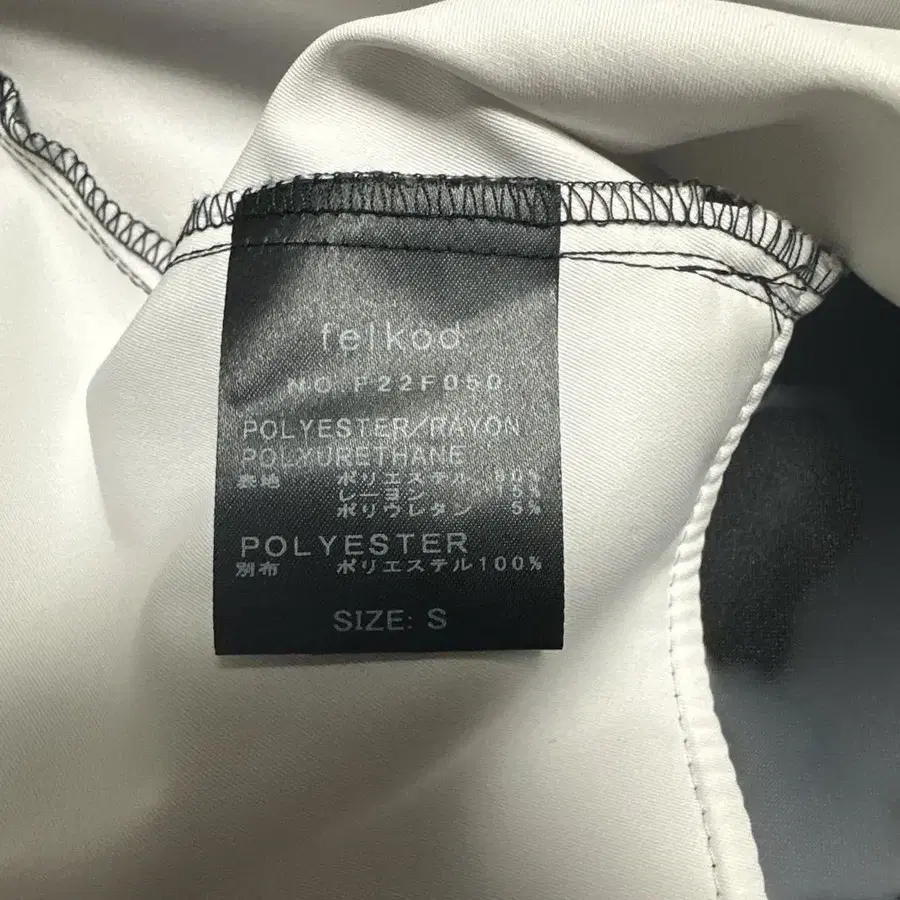 felkod
NO F22F050
POLYESTER/RAYON
POLYURETHANE
表地 ポリエステル 80%
レーヨン 15%
ポリウレタン 5%
POLYESTER
別布 ポリエステル100%
SIZE: S